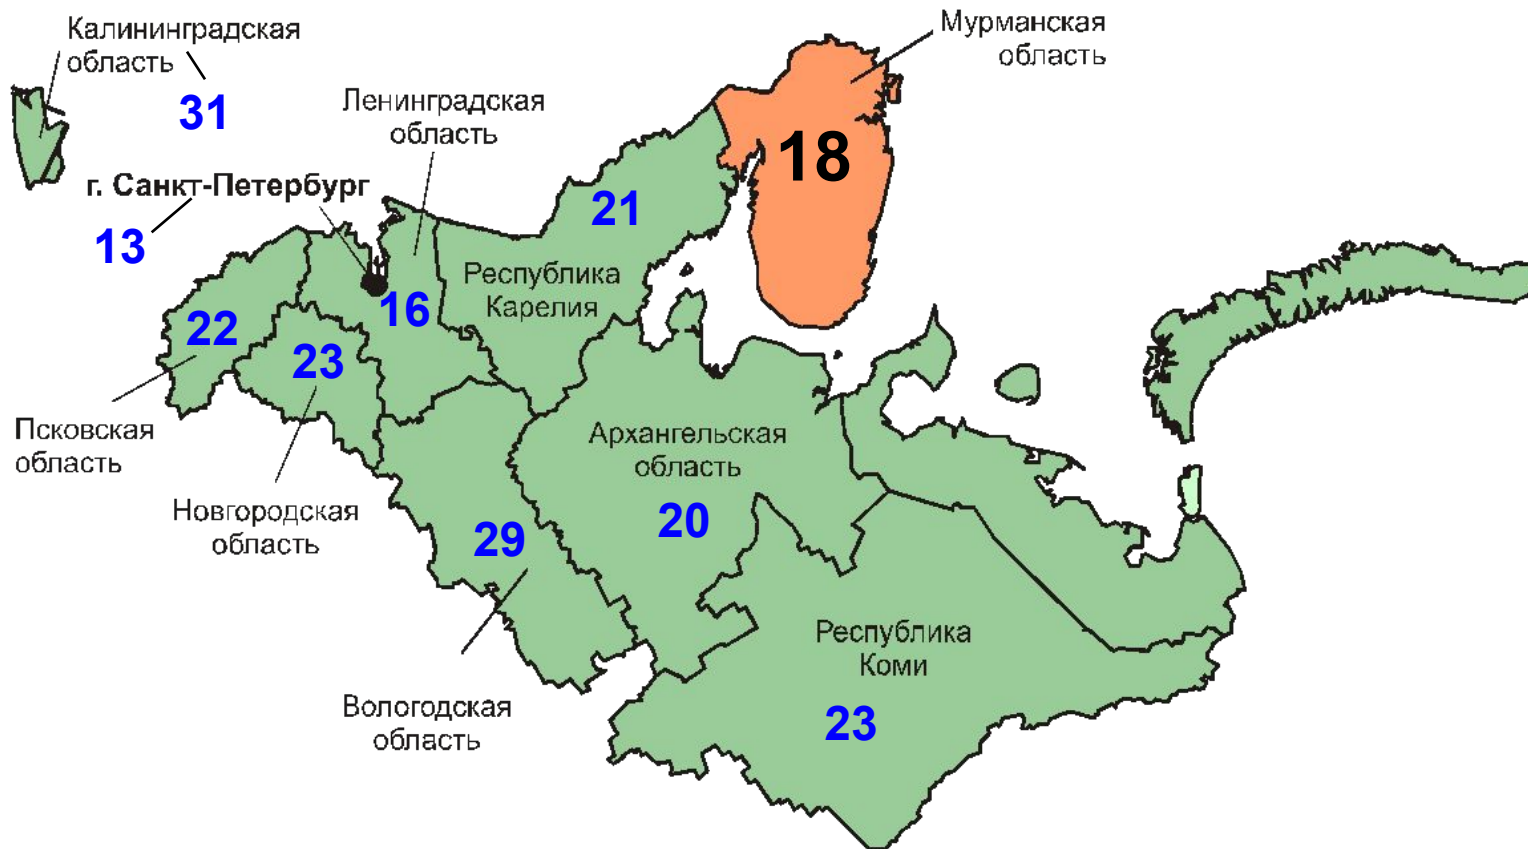 Калининградская
область
31
Мурманская
область
18
Ленинградская
область
г. Санкт-Петербург
13
21
Республика
Карелия
16
22
23
Псковская
область
Новгородская
область
Архангельская
область
20
29
Вологодская
область
Республика
Коми
23